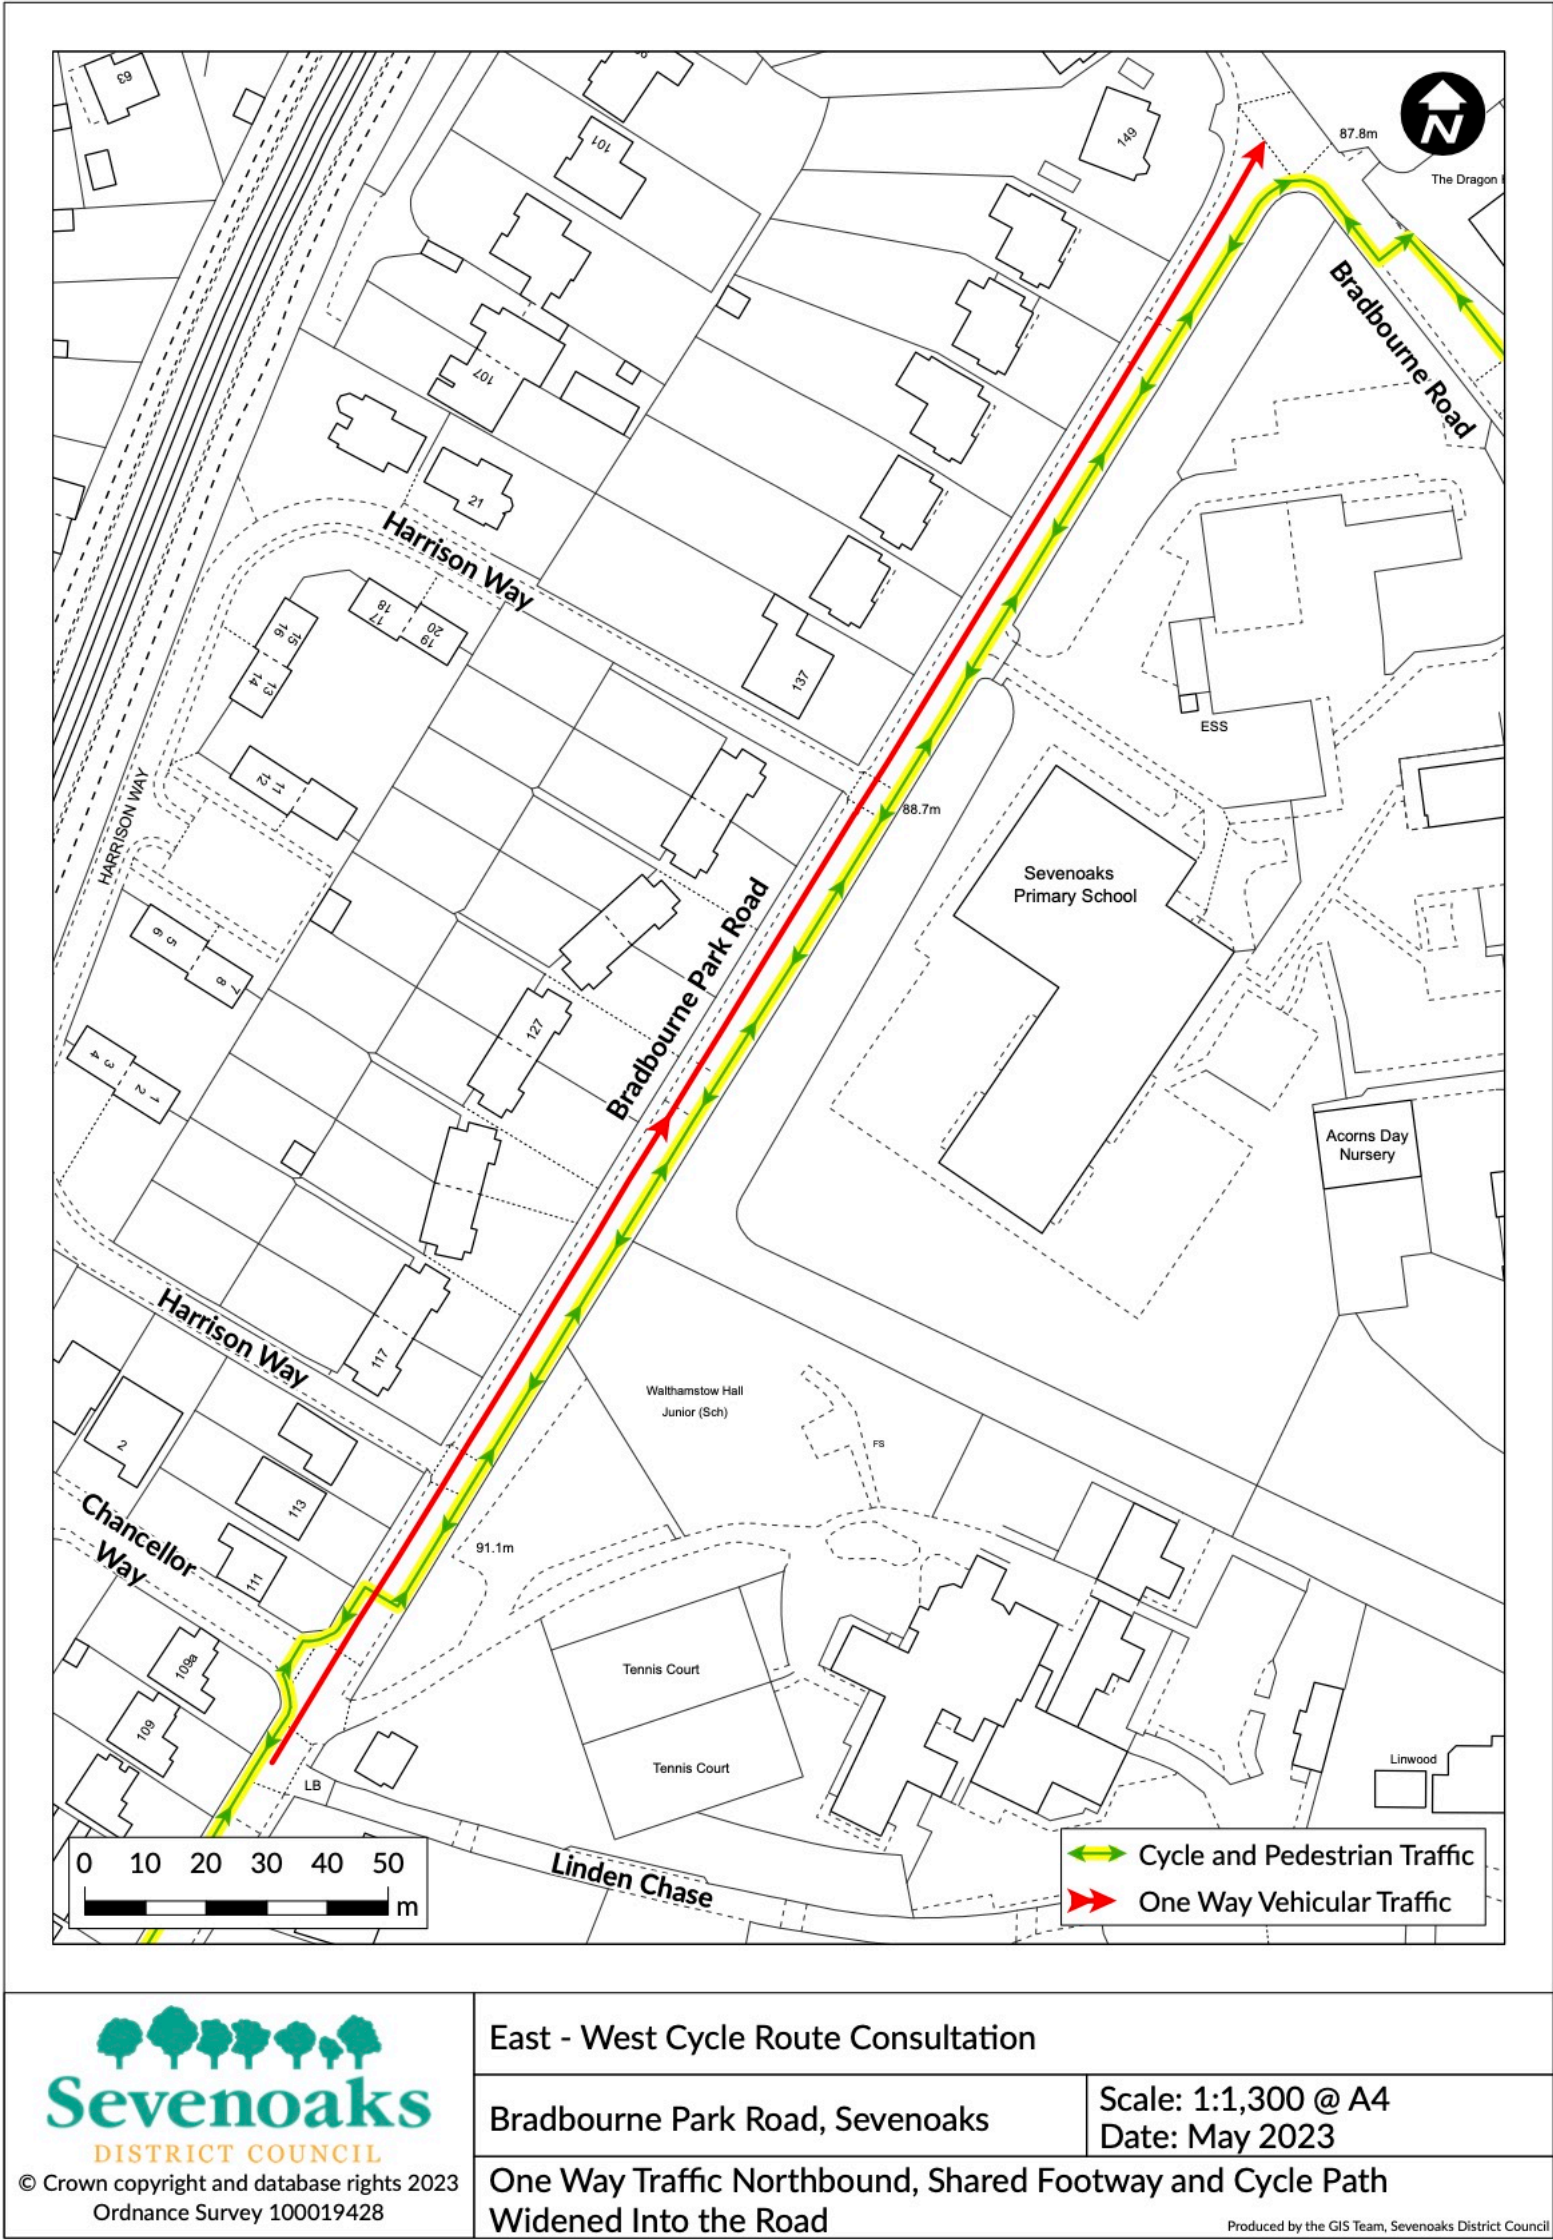 63
98
101
149
87.8m
N
The Dragon
107
21
Harrison Way
Bradbourne Road
18
17
20
19
16
15
14
13
137
12
11
ESS
88.7m
HARRISON WAY
Sevenoaks
Primary School
Bradbourne Park Road
6 5
8 7
127
4 3
2 1
Acorns Day
Nursery
Harrison Way
117
Walthamstow Hall
Junior (Sch)
FS
2
113
Chancellor
Way
111
91.1m
109a
109
Tennis Court
Tennis Court
LB
Linwood
Linden Chase
0 10 20 30 40 50
m
Cycle and Pedestrian Traffic
One Way Vehicular Traffic
Sevenoaks
DISTRICT COUNCIL
© Crown copyright and database rights 2023
Ordnance Survey 100019428
East - West Cycle Route Consultation
Bradbourne Park Road, Sevenoaks
Scale: 1:1,300 @ A4
Date: May 2023
One Way Traffic Northbound, Shared Footway and Cycle Path
Widened Into the Road
Produced by the GIS Team, Sevenoaks District Council